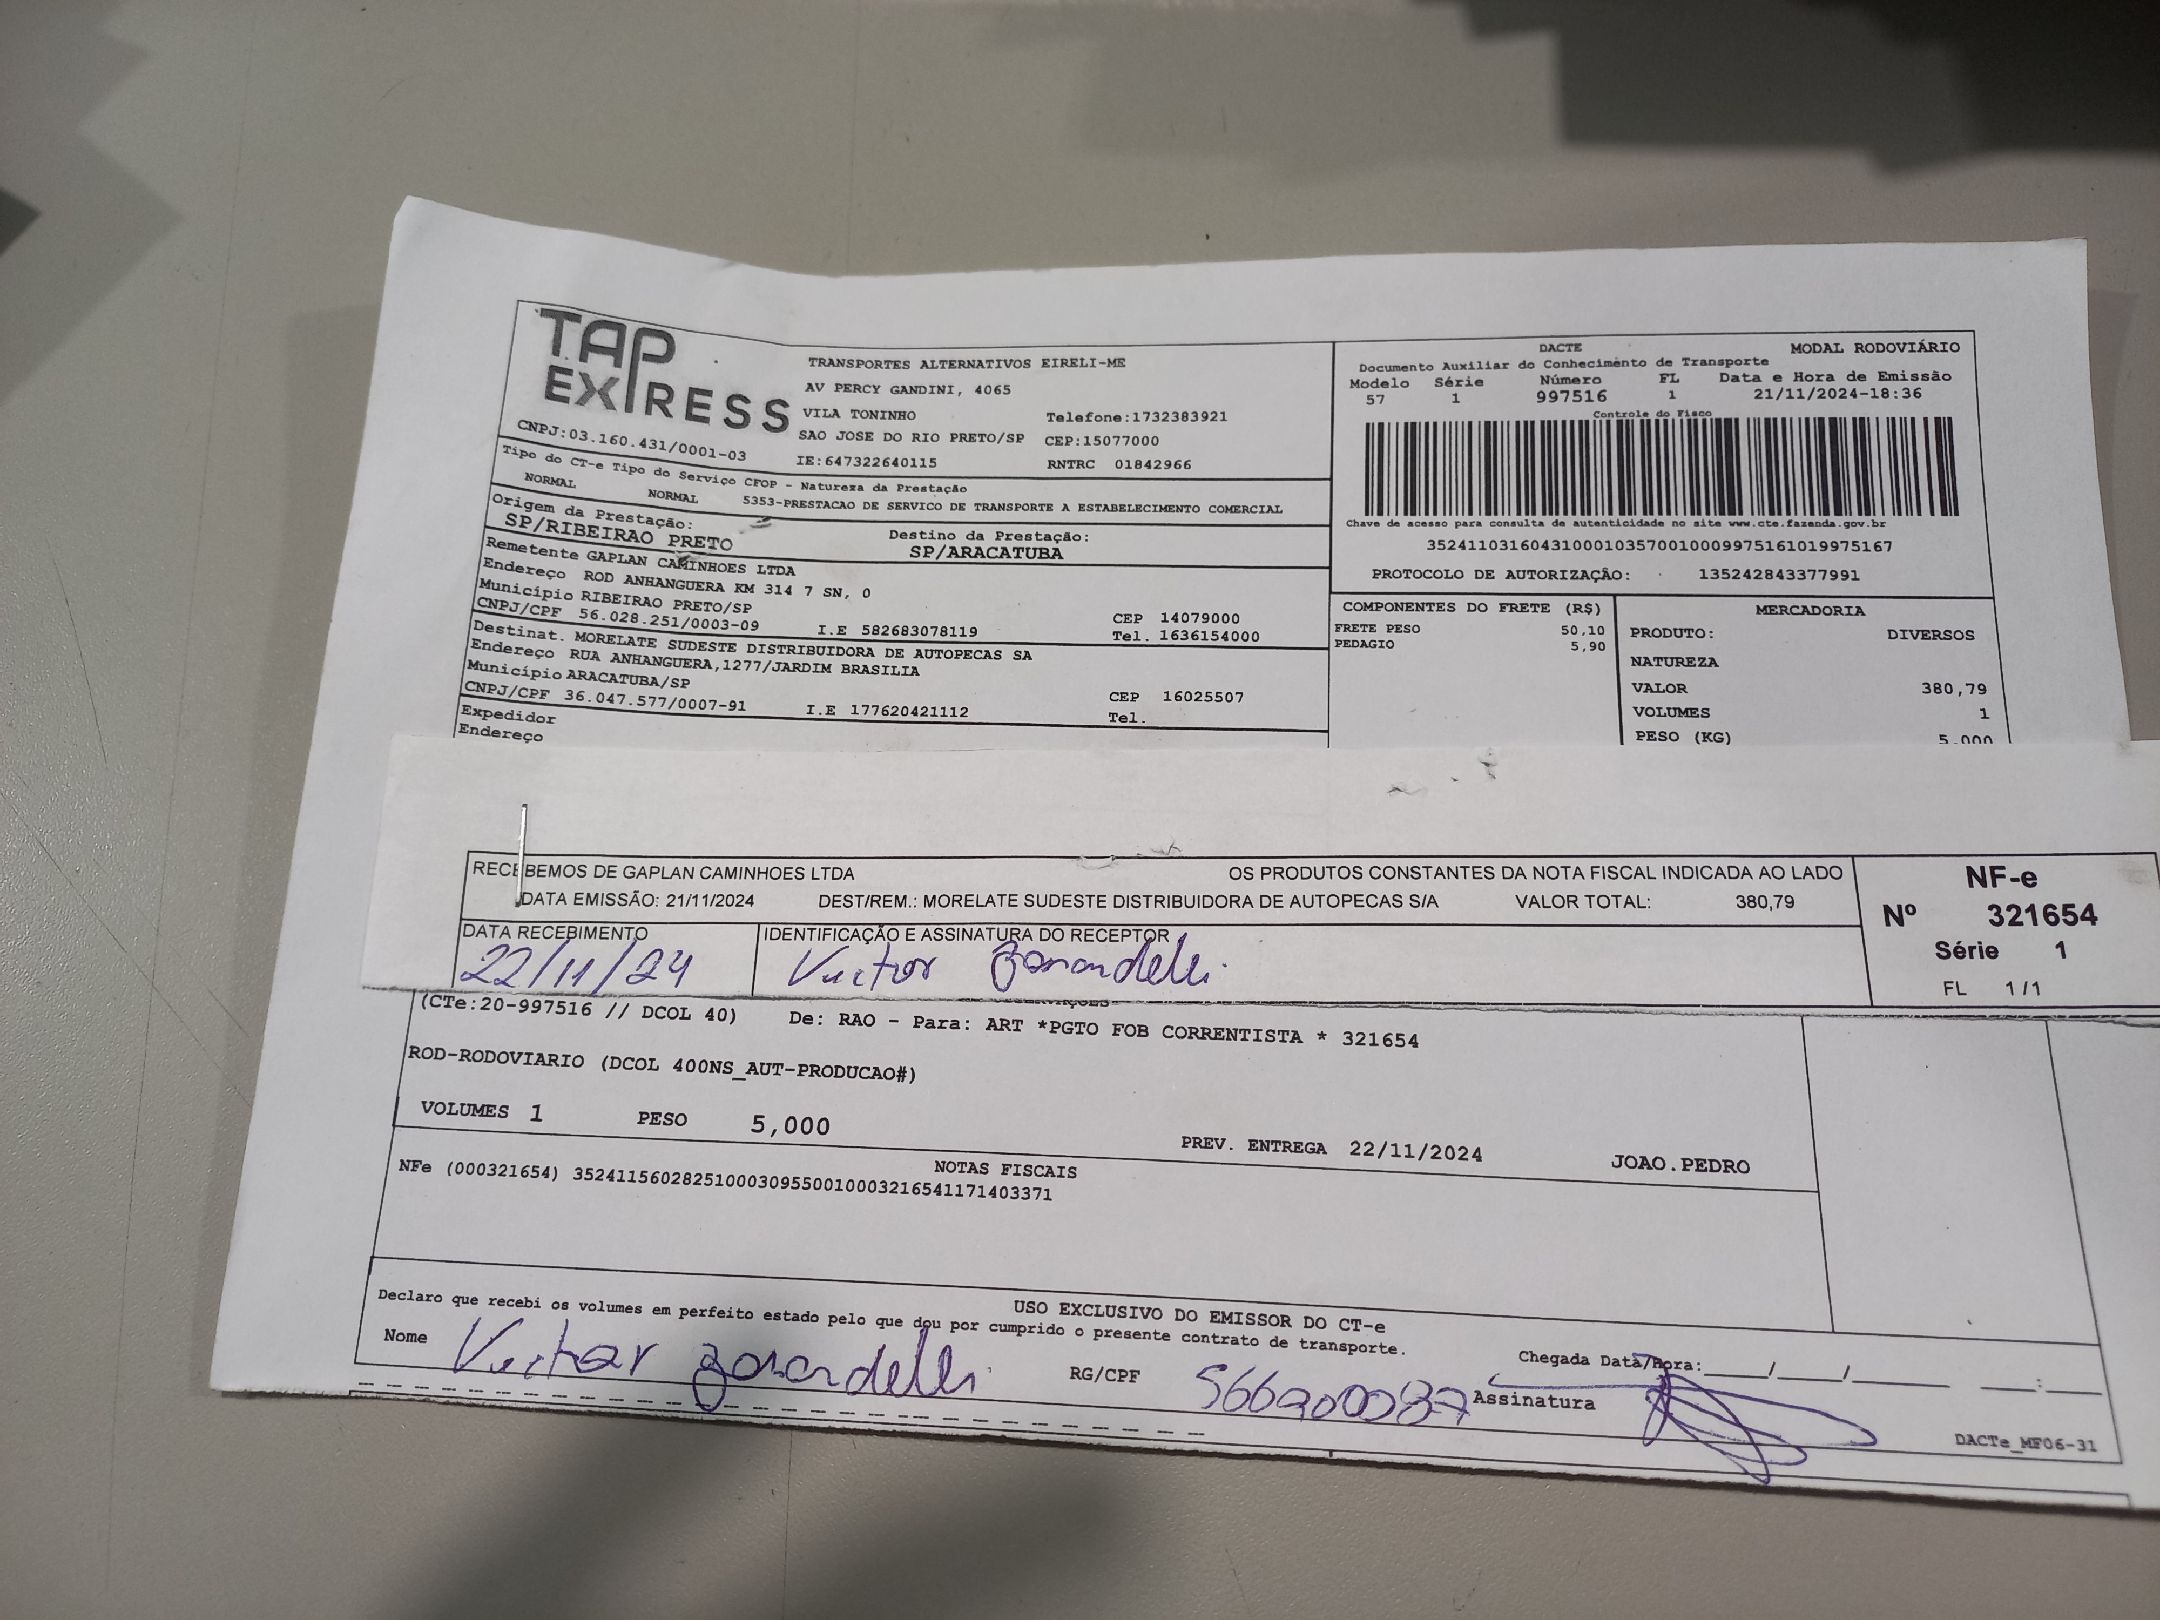 TAP
EXPRESS
CNPJ:03.160.431/0001-03
TRANSPORTES ALTERNATIVOS EIRELI-ME
AV PERCY GANDINI, 4065
VILA TONINHO Telefone:1732383921
SAO JOSE DO RIO PRETO/SP CEP:15077000
IE:647322640115 RNTRC 01842966
DACTE MODAL RODOVIÁRIO
Documento Auxiliar do Conhecimento de Transporte
Modelo Série Número FL Data e Hora de Emissão
57 1 997516 1 21/11/2024-18:36
Controle do Fisco
Chave de acesso para consulta de autenticidade no site www.cte.fazenda.gov.br
35241103160431000103570010009975161019975167
PROTOCOLO DE AUTORIZAÇÃO: 135242843377991
Tipo do CT-e Tipo do Serviço CFOP - Natureza da Prestação
NORMAL NORMAL 5353-PRESTACAO DE SERVICO DE TRANSPORTE A ESTABELECIMENTO COMERCIAL
Origem da Prestação: Destino da Prestação:
SP/RIBEIRAO PRETO SP/ARACATUBA
Remetente GAPLAN CAMINHOES LTDA
Endereço ROD ANHANGUERA KM 314 7 SN, 0
Município RIBEIRAO PRETO/SP CEP 14079000
CNPJ/CPF 56.028.251/0003-09 I.E 582683078119 Tel. 1636154000
Destinat. MORELATE SUDESTE DISTRIBUIDORA DE AUTOPECAS SA
Endereço RUA ANHANGUERA,1277/JARDIM BRASILIA
Município ARACATUBA/SP CEP 16025507
CNPJ/CPF 36.047.577/0007-91 I.E 177620421112 Tel.
Expedidor
Endereço
COMPONENTES DO FRETE (R$)
FRETE PESO 50,10
PEDAGIO 5,90
MERCADORIA
PRODUTO: DIVERSOS
NATUREZA
VALOR 380,79
VOLUMES 1
PESO (KG) 5,000
RECEBEMOS DE GAPLAN CAMINHOES LTDA OS PRODUTOS CONSTANTES DA NOTA FISCAL INDICADA AO LADO
DATA EMISSÃO: 21/11/2024 DEST/REM.: MORELATE SUDESTE DISTRIBUIDORA DE AUTOPECAS S/A VALOR TOTAL: 380,79
DATA RECEBIMENTO IDENTIFICAÇÃO E ASSINATURA DO RECEPTOR
22/11/24 Victor
NF-e
Nº 321654
Série 1
FL 1/1
(CTe:20-997516 // DCOL 40) De: RAO - Para: ART *PGTO FOB CORRENTISTA * 321654
ROD-RODOVIARIO (DCOL 400NS_AUT-PRODUCAO#)
VOLUMES 1 PESO 5,000 PREV. ENTREGA 22/11/2024 JOAO.PEDRO
NOTAS FISCAIS
NFe (000321654) 35241156028251000309550010003216541171403371
USO EXCLUSIVO DO EMISSOR DO CT-e
Declaro que recebi os volumes em perfeito estado pelo que dou por cumprido o presente contrato de transporte.
Nome Victor RG/CPF Chegada Data/Hora:____/____/______ ___:___
Assinatura
DACTe_MF06-31